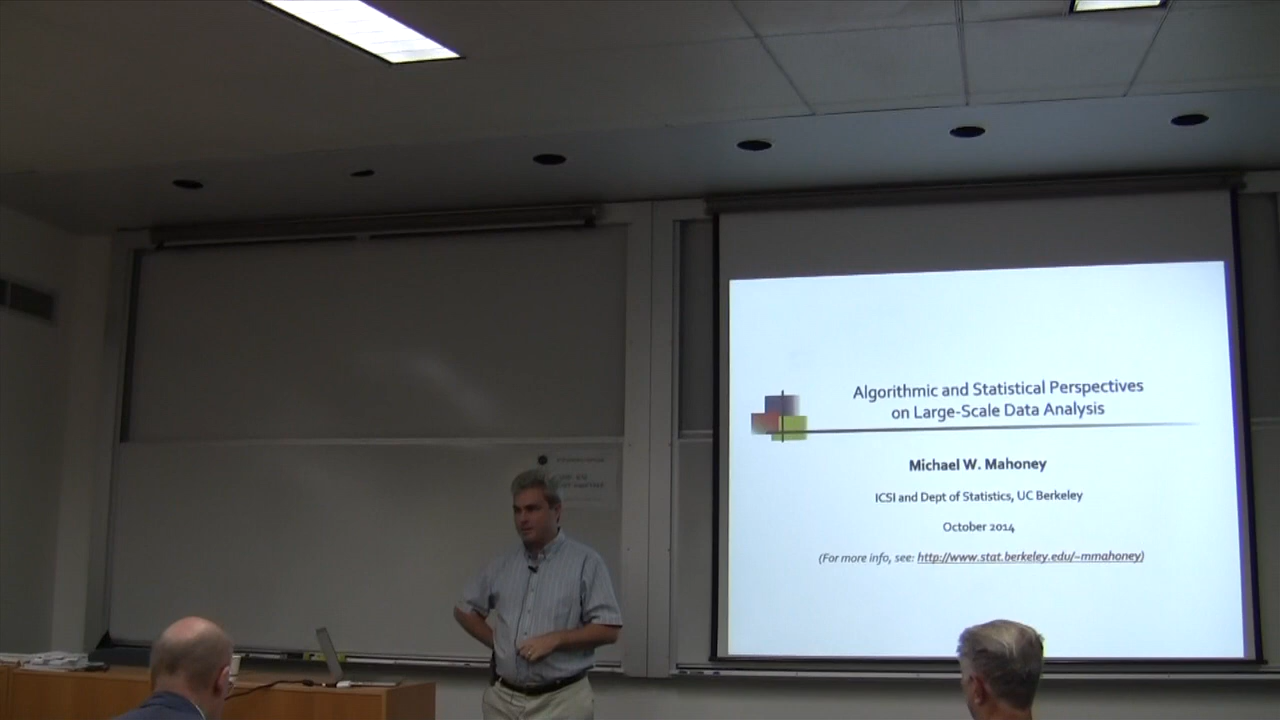 Algorithmic and Statistical Perspectives
on Large-Scale Data Analysis
Michael W. Mahoney
ICSI and Dept of Statistics, UC Berkeley
October 2014
(For more info, see: http://www.stat.berkeley.edu/~mmahoney)